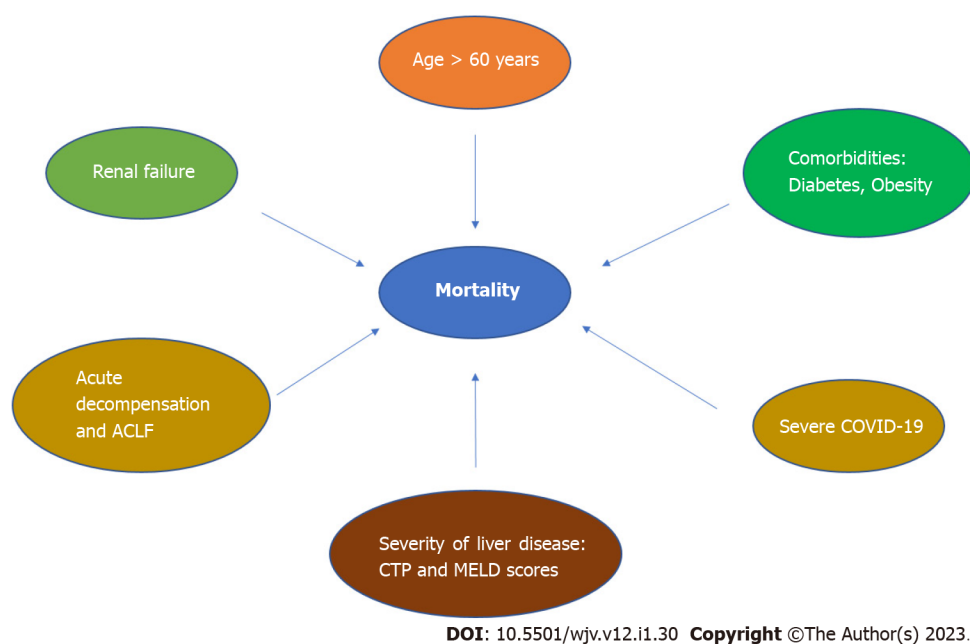 Age > 60 years
Renal failure
Comorbidities:
Diabetes, Obesity
Mortality
Acute
decompensation
and ACLF
Severe COVID-19
Severity of liver disease:
CTP and MELD scores
DOI: 10.5501/wjv.v12.i1.30 Copyright ©The Author(s) 2023.